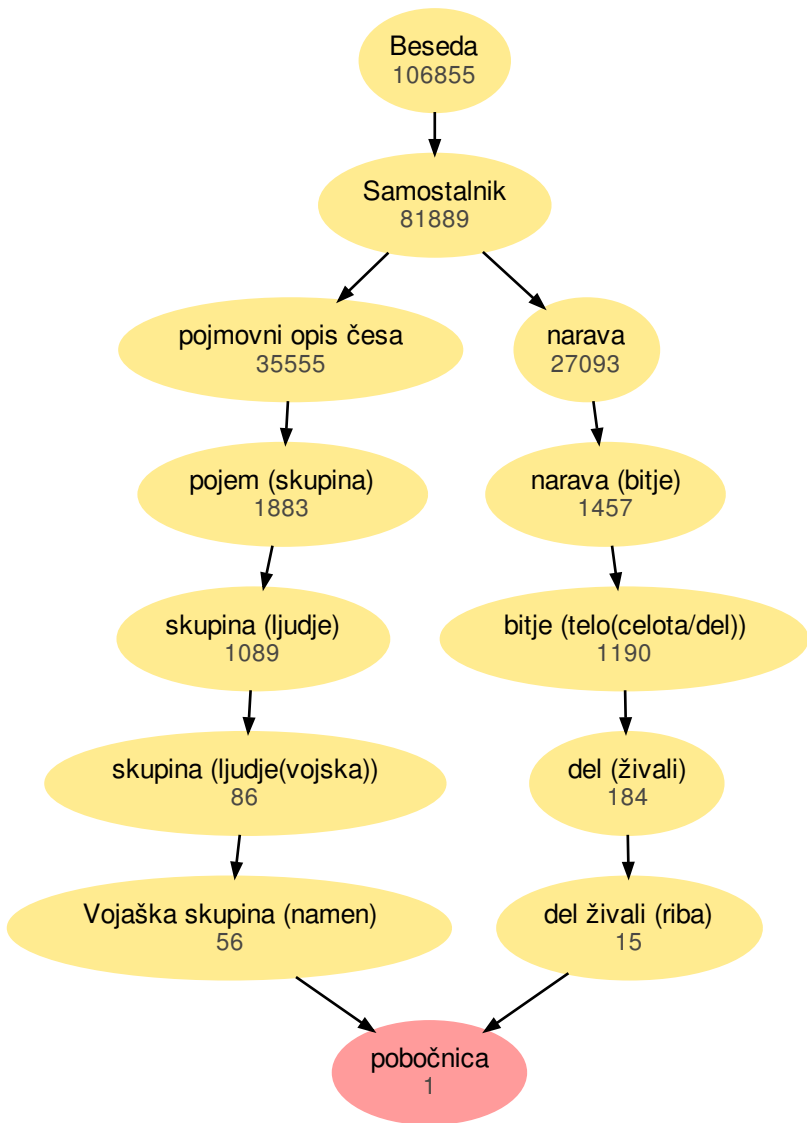 Beseda
106855
Samostalnik
81889
pojmovni opis česa
35555
narava
27093
pojem (skupina)
1883
narava (bitje)
1457
skupina (ljudje)
1089
bitje (telo(celota/del))
1190
skupina (ljudje(vojska))
86
del (živali)
184
Vojaška skupina (namen)
56
del živali (riba)
15
pobočnica
1